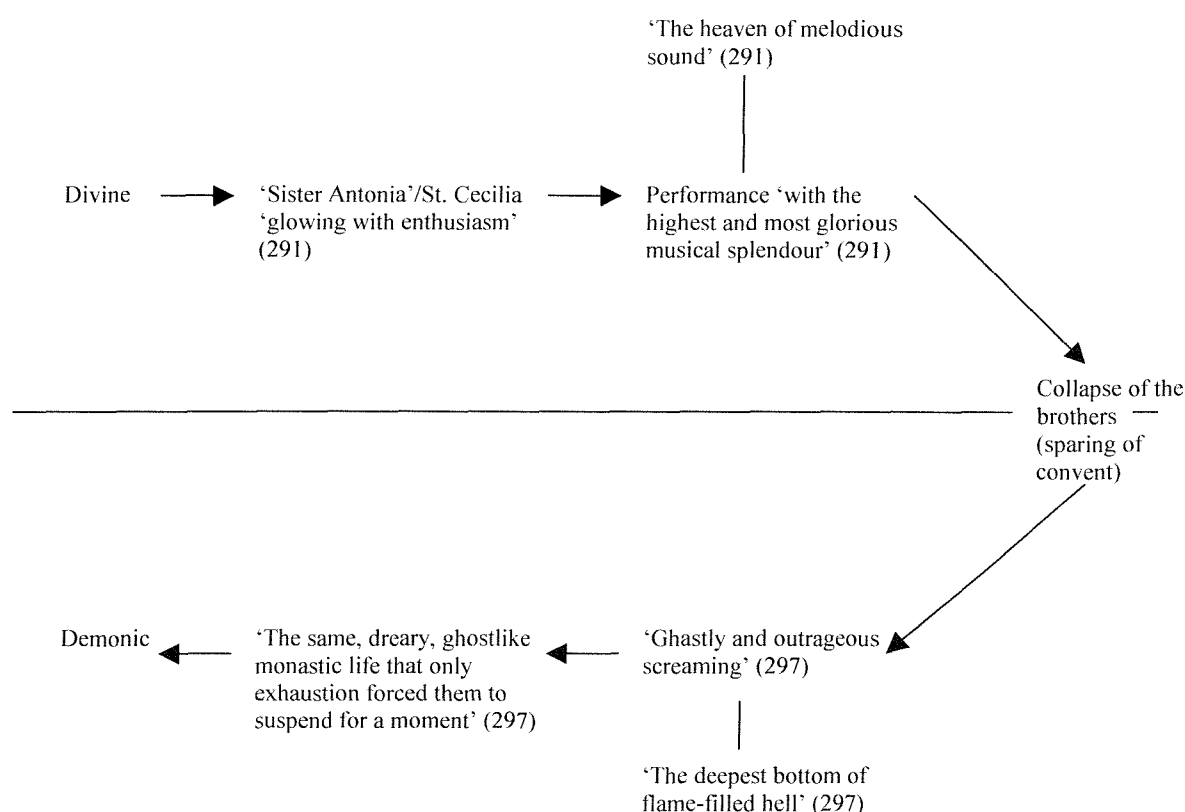 ‘The heaven of melodious
sound’ (291)
Divine
‘Sister Antonia’/St. Cecilia
‘glowing with enthusiasm’
(291)
Performance ‘with the
highest and most glorious
musical splendour’ (291)
Collapse of the
brothers
(sparing of
convent)
Demonic
‘The same, dreary, ghostlike
monastic life that only
exhaustion forced them to
suspend for a moment’ (297)
‘Ghastly and outrageous
screaming’ (297)
‘The deepest bottom of
flame-filled hell’ (297)